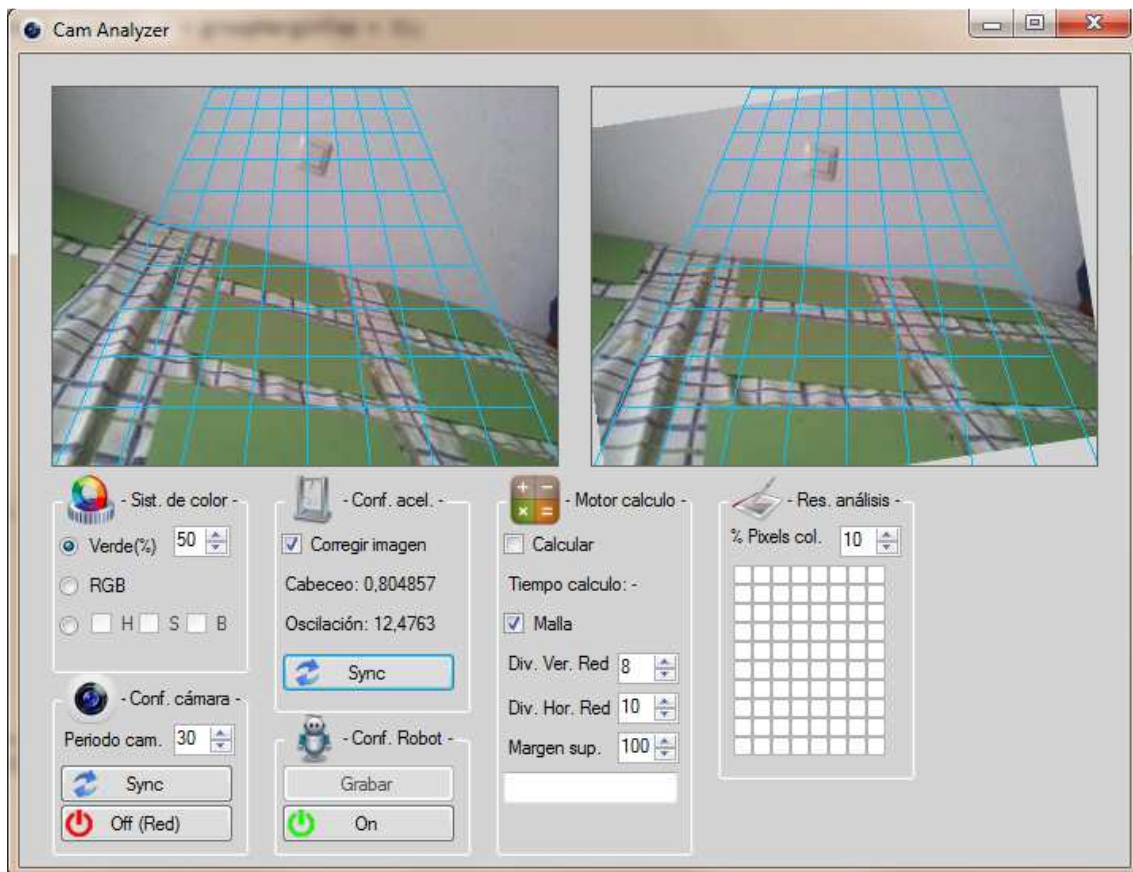 Cam Analyzer
- Sist. de color -
Verde(%) 50
RGB
H S B
- Conf. cámara -
Periodo cam. 30
Sync
Off (Red)
- Conf. acel. -
Corregir imagen
Cabeceo: 0,804857
Oscilación: 12,4763
Sync
- Conf. Robot -
Grabar
On
- Motor calculo -
Calcular
Tiempo calculo: -
Malla
Div. Ver. Red 8
Div. Hor. Red 10
Margen sup. 100
- Res. análisis -
% Pixels col. 10